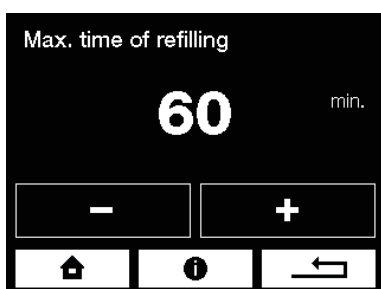 Max. time of refilling
60 min.
− +